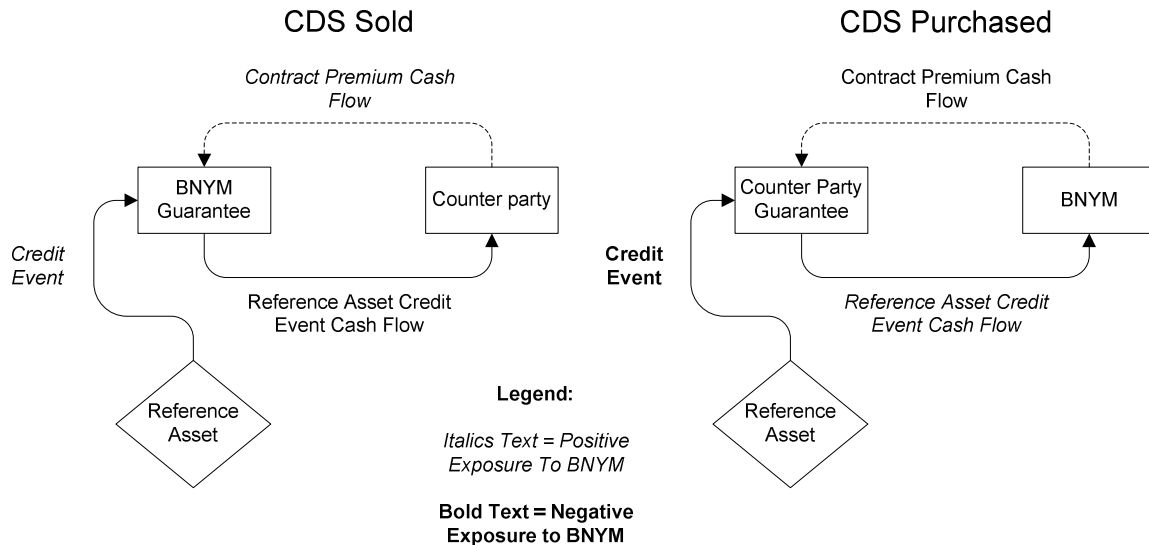 CDS Sold
Contract Premium Cash
Flow
BNYM
Guarantee
Counter party
Credit
Event
Reference Asset Credit
Event Cash Flow
Reference
Asset
CDS Purchased
Contract Premium Cash
Flow
Counter Party
Guarantee
BNYM
Credit
Event
Reference Asset Credit
Event Cash Flow
Reference
Asset
Legend:
Italics Text = Positive
Exposure To BNYM
Bold Text = Negative
Exposure to BNYM